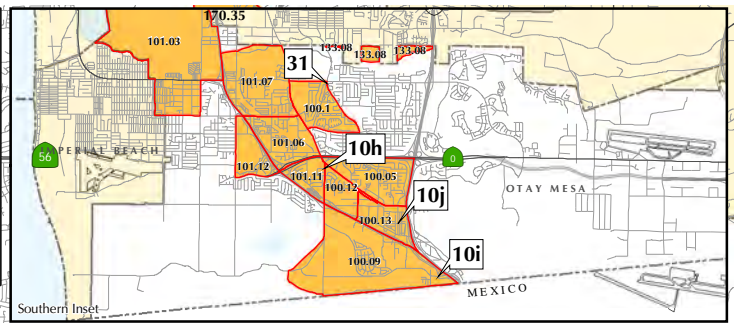 170.35
101.03
133.08
133.08
133.08
31
101.07
100.1
101.06
10h
IMPERIAL BEACH
56
0
101.12
101.11
100.12
100.05
10j
OTAY MESA
100.13
10i
100.09
MEXICO
Southern Inset